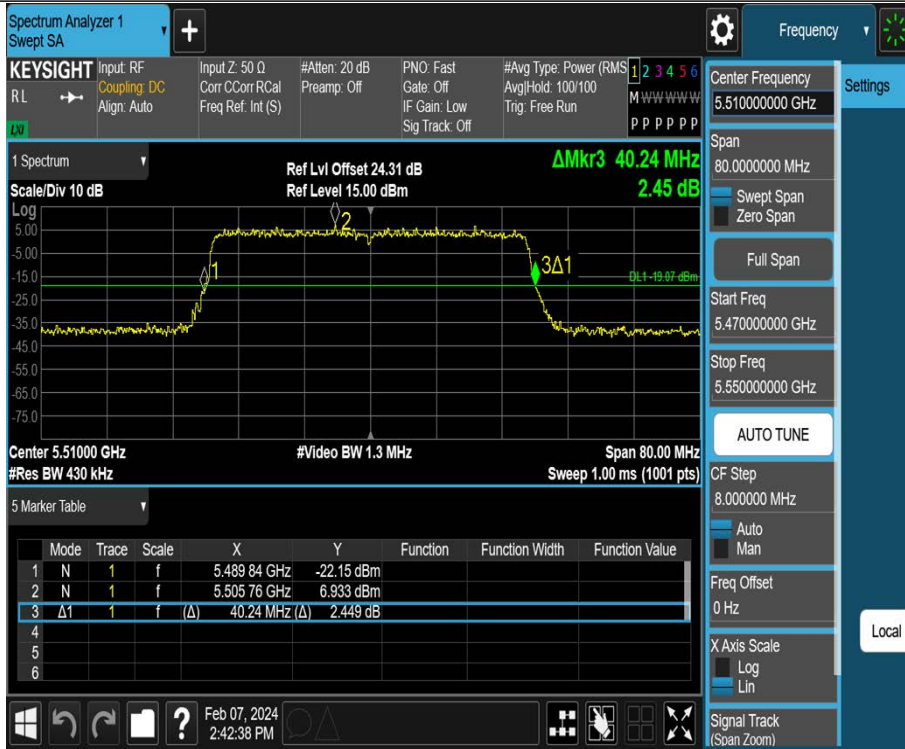 Spectrum Analyzer 1
Swept SA
+
Frequency
KEYSIGHT
RL
LXI
Input: RF
Coupling: DC
Align: Auto
Input Z: 50 Ω
Corr CCorr RCal
Freq Ref: Int (S)
#Atten: 20 dB
Preamp: Off
PNO: Fast
Gate: Off
IF Gain: Low
Sig Track: Off
#Avg Type: Power (RMS
Avg|Hold: 100/100
Trig: Free Run
1 2 3 4 5 6
M W W W W W
P P P P P P
1 Spectrum
Scale/Div 10 dB
Ref Lvl Offset 24.31 dB
Ref Level 15.00 dBm
ΔMkr3 40.24 MHz
2.45 dB
Log
5.00
-5.00
-15.0
-25.0
-35.0
-45.0
-55.0
-65.0
-75.0
2
1
3Δ1
DL1 -19.07 dBm
Center 5.51000 GHz
#Res BW 430 kHz
#Video BW 1.3 MHz
Span 80.00 MHz
Sweep 1.00 ms (1001 pts)
5 Marker Table
Mode Trace Scale X Y Function Function Width Function Value
1 N 1 f 5.489 84 GHz -22.15 dBm
2 N 1 f 5.505 76 GHz 6.933 dBm
3 Δ1 1 f (Δ) 40.24 MHz (Δ) 2.449 dB
4
5
6
?
Feb 07, 2024
2:42:38 PM
Center Frequency
5.510000000 GHz
Span
80.0000000 MHz
Swept Span
Zero Span
Full Span
Start Freq
5.470000000 GHz
Stop Freq
5.550000000 GHz
AUTO TUNE
CF Step
8.000000 MHz
Auto
Man
Freq Offset
0 Hz
X Axis Scale
Log
Lin
Signal Track
(Span Zoom)
Settings
Local